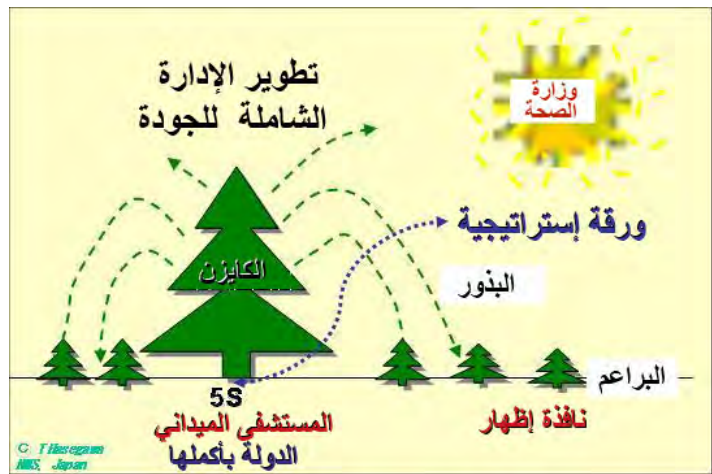 تطوير الإدارة
الشاملة للجودة
وزارة
الصحة
ورقة إستراتيجية
الكايزن
البذور
البراعم
5S
المستشفى الميداني
نافذة إظهار
الدولة بأكملها
© T Hasegawa
NIHS, Japan